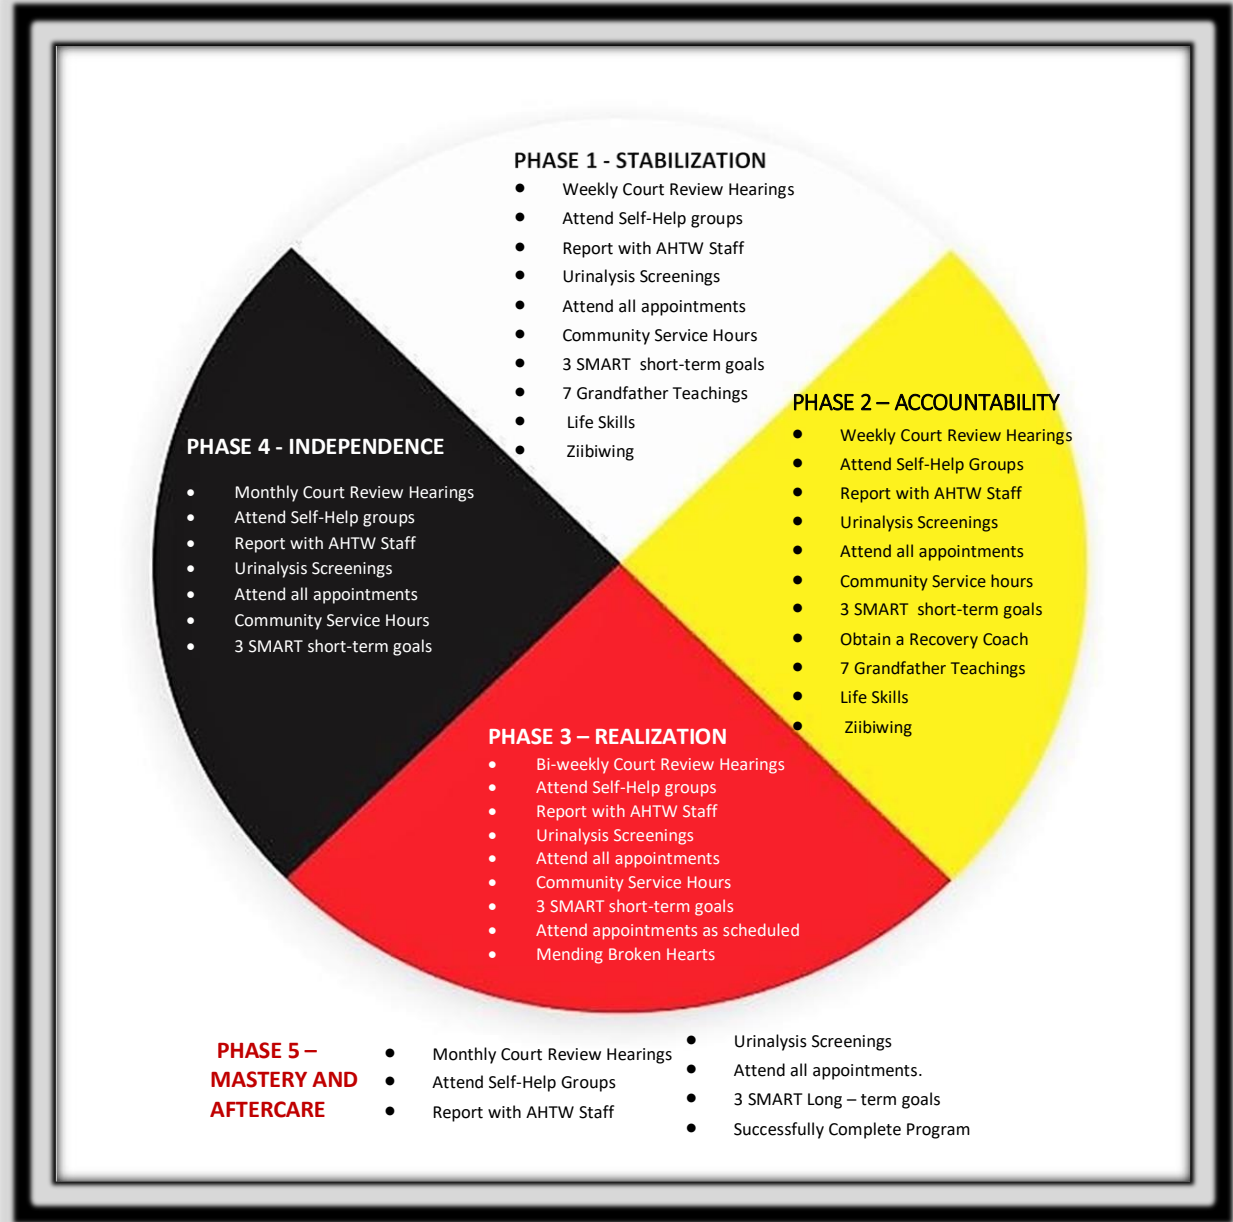 PHASE 1 - STABILIZATION
● Weekly Court Review Hearings
● Attend Self-Help groups
● Report with AHTW Staff
● Urinalysis Screenings
● Attend all appointments
● Community Service Hours
● 3 SMART  short-term goals
● 7 Grandfather Teachings
● Life Skills
● Ziibiwing
PHASE 2 – ACCOUNTABILITY
● Weekly Court Review Hearings
● Attend Self-Help Groups
● Report with AHTW Staff
● Urinalysis Screenings
● Attend all appointments
● Community Service hours
● 3 SMART  short-term goals
● Obtain a Recovery Coach
● 7 Grandfather Teachings
● Life Skills
● Ziibiwing
PHASE 3 – REALIZATION
● Bi-weekly Court Review Hearings
● Attend Self-Help groups
● Report with AHTW Staff
● Urinalysis Screenings
● Attend all appointments
● Community Service Hours
● 3 SMART short-term goals
● Attend appointments as scheduled
● Mending Broken Hearts
PHASE 4 - INDEPENDENCE
● Monthly Court Review Hearings
● Attend Self-Help groups
● Report with AHTW Staff
● Urinalysis Screenings
● Attend all appointments
● Community Service Hours
● 3 SMART short-term goals
PHASE 5 –
MASTERY AND
AFTERCARE
● Monthly Court Review Hearings
● Attend Self-Help Groups
● Report with AHTW Staff
● Urinalysis Screenings
● Attend all appointments.
● 3 SMART Long – term goals
● Successfully Complete Program